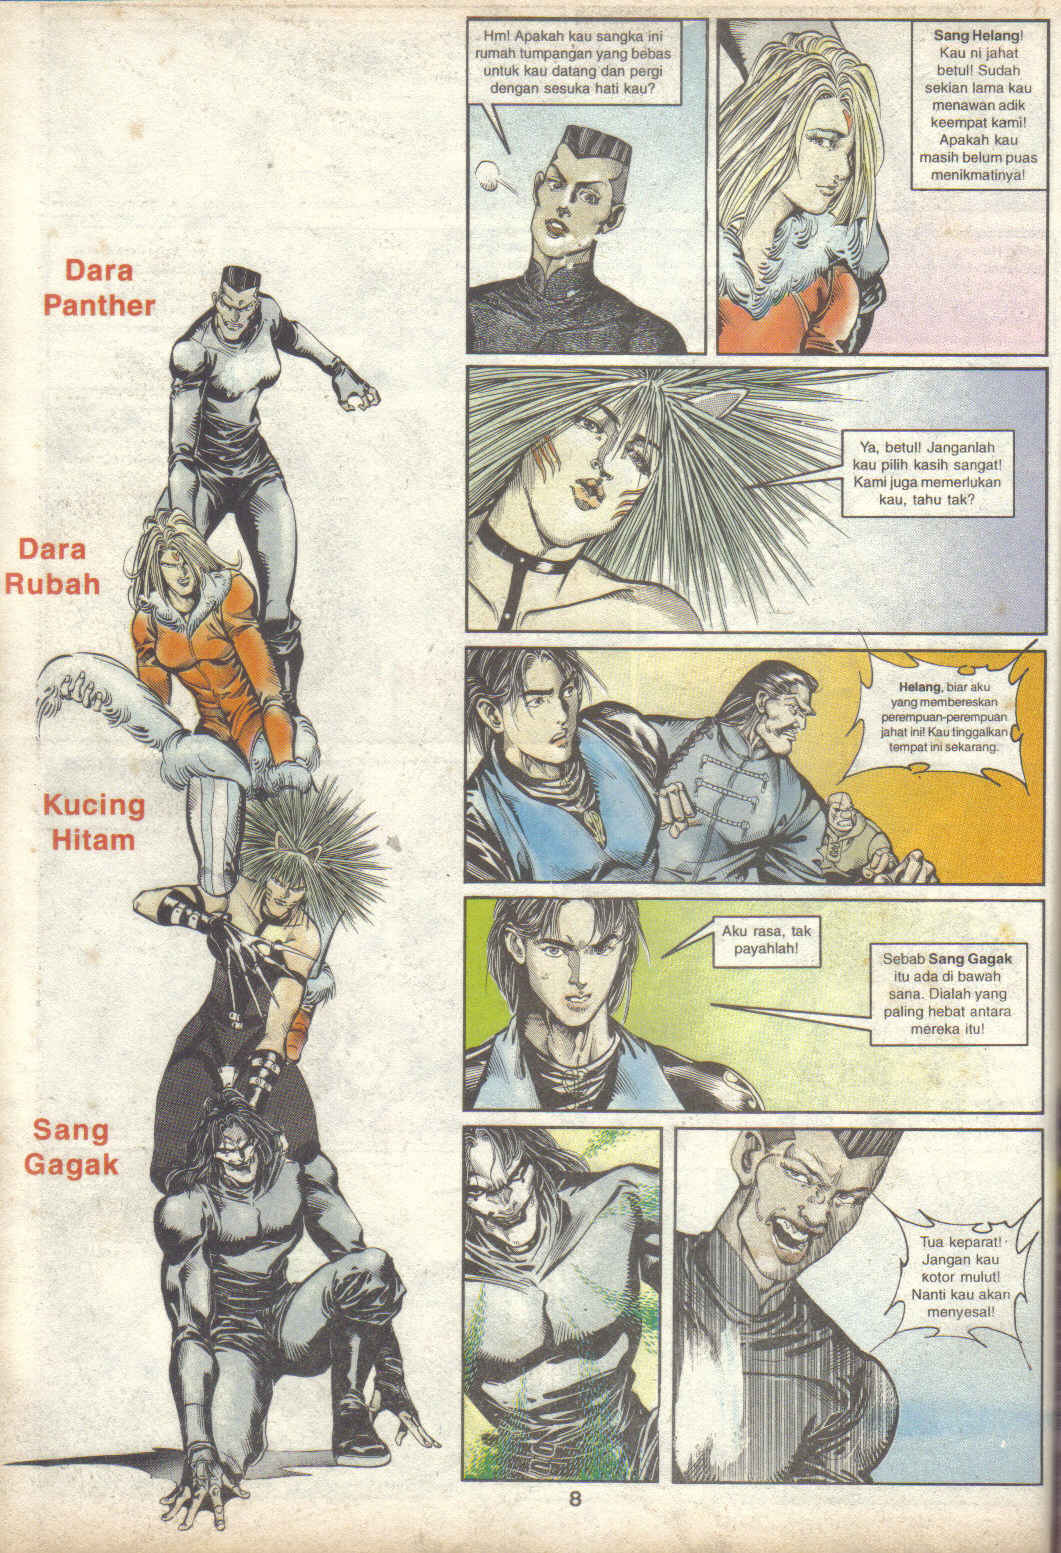 Hm! Apakah kau sangka ini
rumah tumpangan yang bebas
untuk kau datang dan pergi
dengan sesuka hati kau?
Sang Helang!
Kau ni jahat
betul! Sudah
sekian lama kau
menawan adik
keempat kami!
Apakah kau
masih belum puas
menikmatinya!
Dara
Panther
Dara
Rubah
Kucing
Hitam
Sang
Gagak
Ya, betul! Janganlah
kau pilih kasih sangat!
Kami juga memerlukan
kau, tahu tak?
Helang, biar aku
yang membereskan
perempuan-perempuan
jahat ini! Kau tinggalkan
tempat ini sekarang.
Aku rasa, tak
payahlah!
Sebab Sang Gagak
itu ada di bawah
sana. Dialah yang
paling hebat antara
mereka itu!
Tua keparat!
Jangan kau
kotor mulut!
Nanti kau akan
menyesal!
8